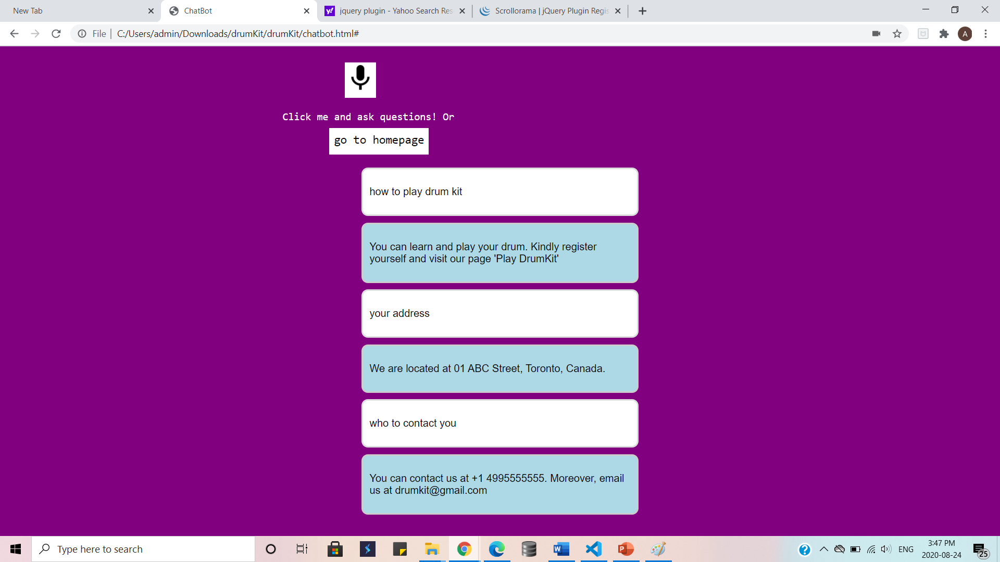 New Tab
ChatBot
jquery plugin - Yahoo Search Res
Scrollorama | jQuery Plugin Regis
File
C:/Users/admin/Downloads/drumKit/drumKit/chatbot.html#
A
Click me and ask questions! Or
go to homepage
how to play drum kit
You can learn and play your drum. Kindly register
yourself and visit our page 'Play DrumKit'
your address
We are located at 01 ABC Street, Toronto, Canada.
who to contact you
You can contact us at +1 4995555555. Moreover, email
us at drumkit@gmail.com
Type here to search
ENG
3:47 PM
2020-08-24
25